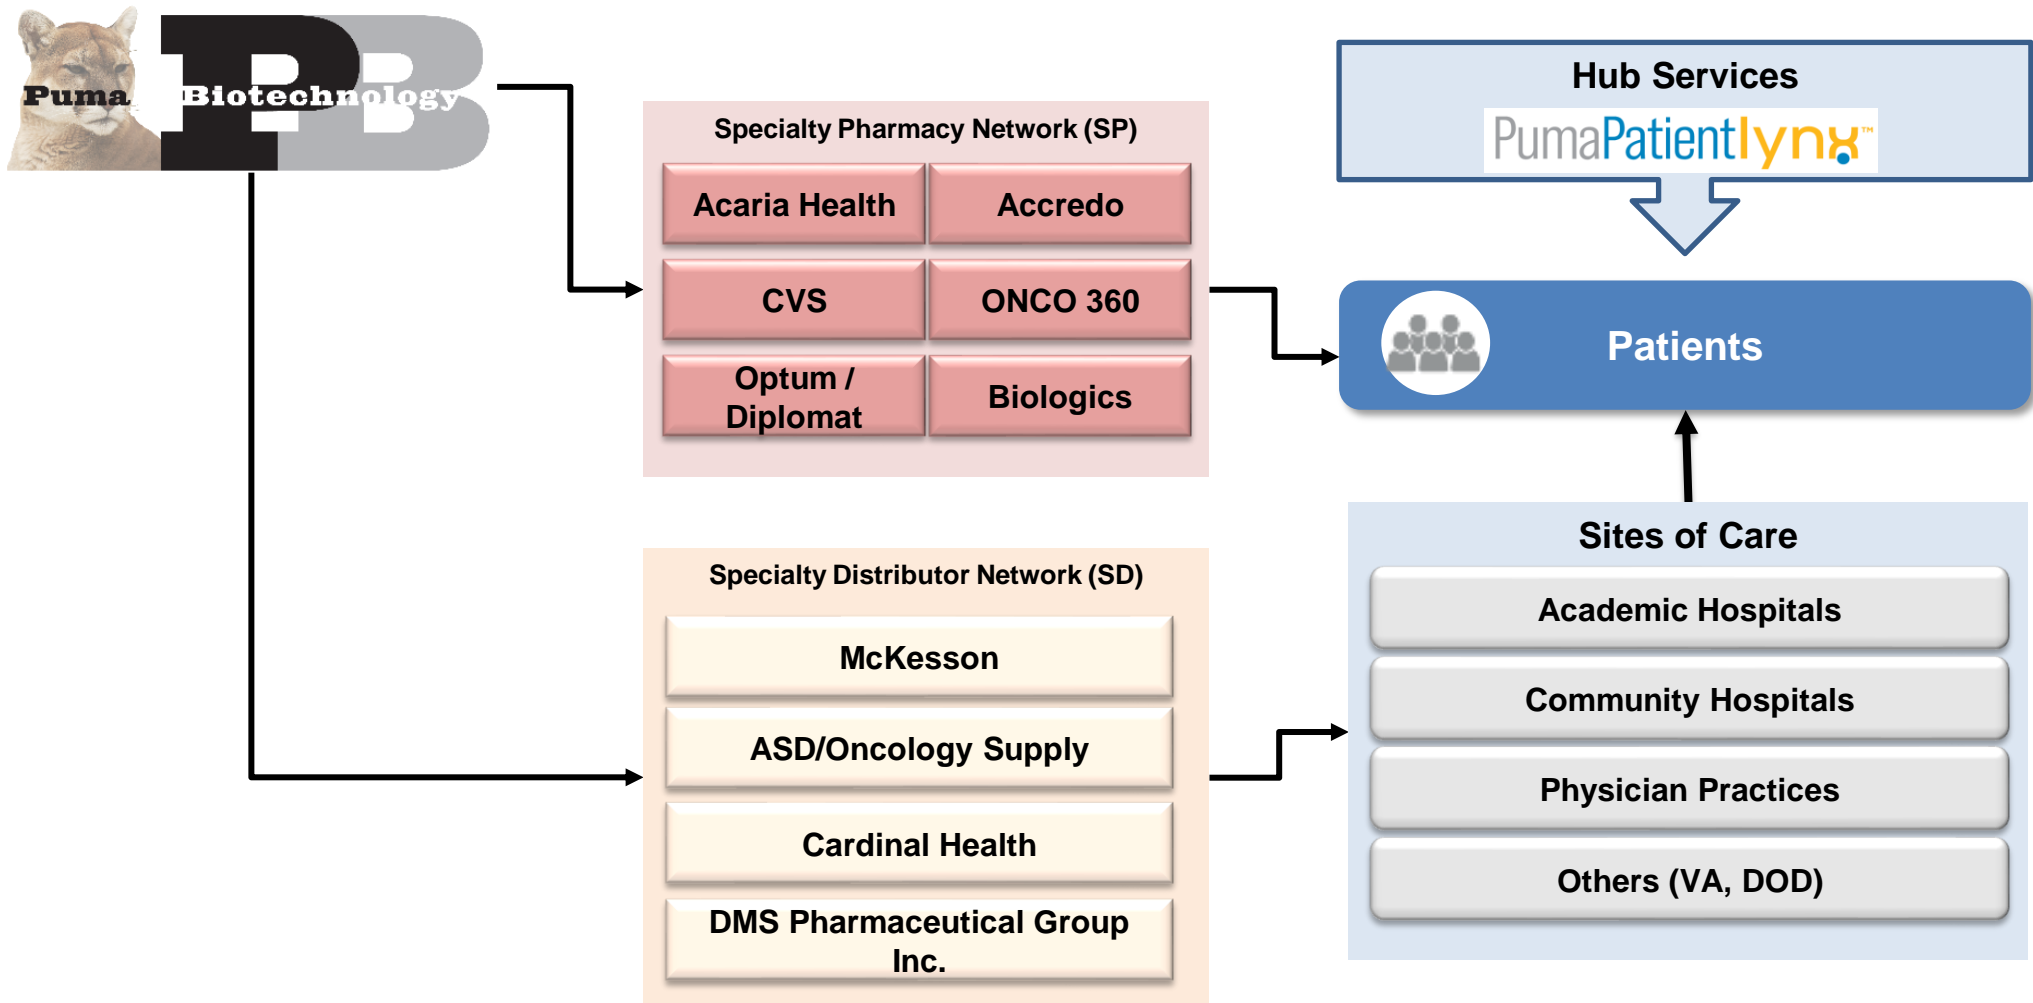 Puma Biotechnology
PB
Specialty Pharmacy Network (SP)
Acaria Health
Accredo
CVS
ONCO 360
Optum /
Diplomat
Biologics
Specialty Distributor Network (SD)
McKesson
ASD/Oncology Supply
Cardinal Health
DMS Pharmaceutical Group
Inc.
Hub Services
PumaPatientlynx™
Patients
Sites of Care
Academic Hospitals
Community Hospitals
Physician Practices
Others (VA, DOD)